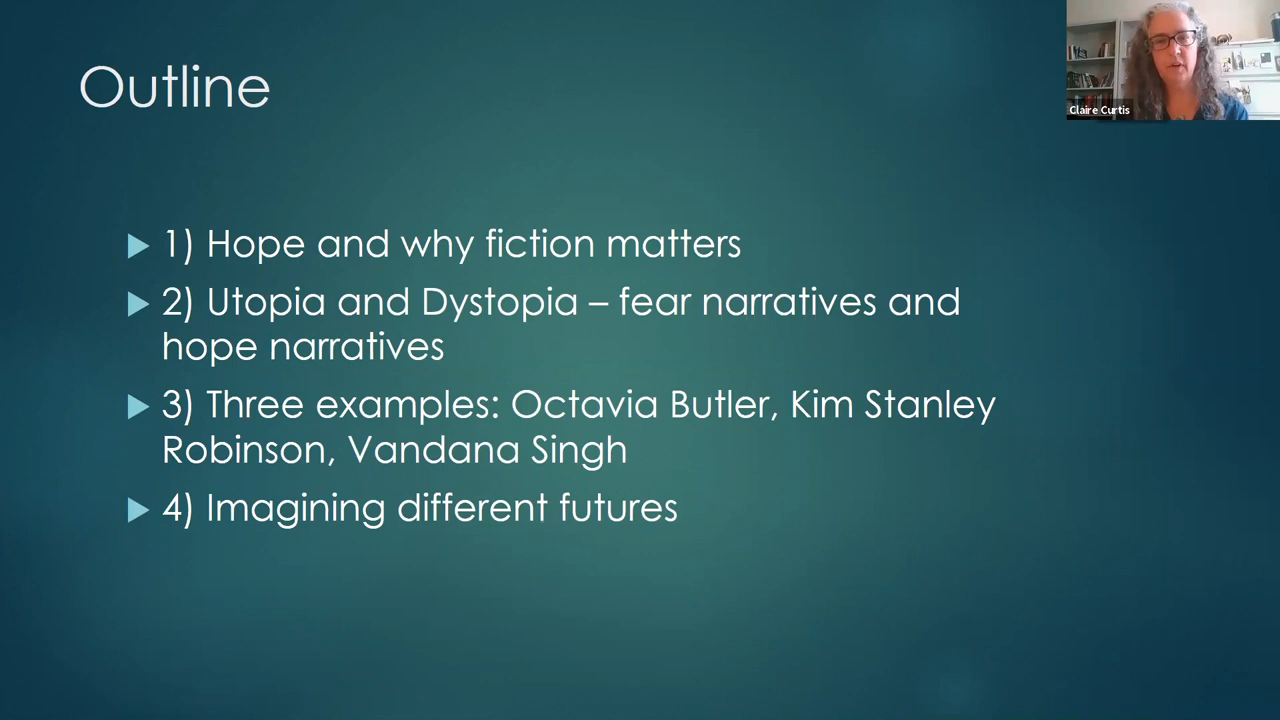 Outline
Claire Curtis
1) Hope and why fiction matters
2) Utopia and Dystopia – fear narratives and
hope narratives
3) Three examples: Octavia Butler, Kim Stanley
Robinson, Vandana Singh
4) Imagining different futures